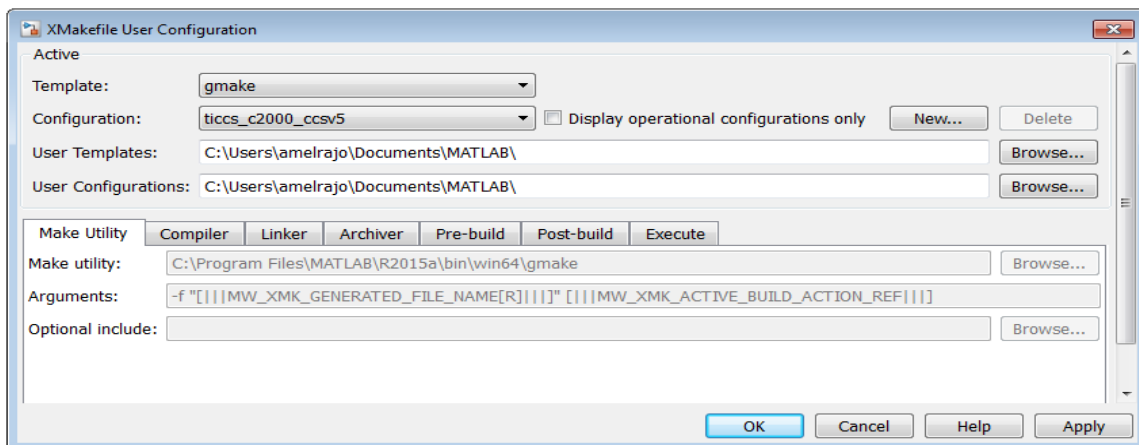 XMakefile User Configuration
Active
Template: gmake
Configuration: ticcs_c2000_ccsv5 Display operational configurations only New... Delete
User Templates: C:\Users\amelrajo\Documents\MATLAB\ Browse...
User Configurations: C:\Users\amelrajo\Documents\MATLAB\ Browse...
Make Utility Compiler Linker Archiver Pre-build Post-build Execute
Make utility: C:\Program Files\MATLAB\R2015a\bin\win64\gmake Browse...
Arguments: -f "[|||MW_XMK_GENERATED_FILE_NAME[R]|||]" [|||MW_XMK_ACTIVE_BUILD_ACTION_REF|||]
Optional include: Browse...
OK Cancel Help Apply